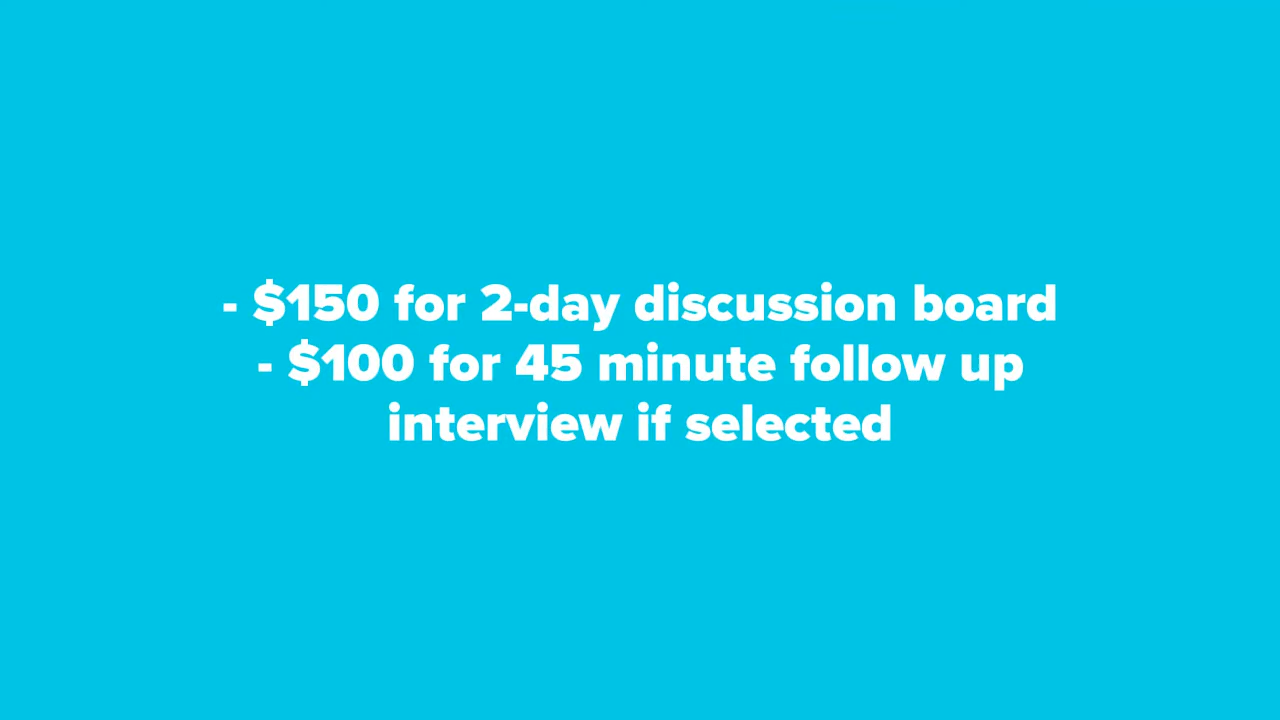 - $150 for 2-day discussion board
- $100 for 45 minute follow up
interview if selected